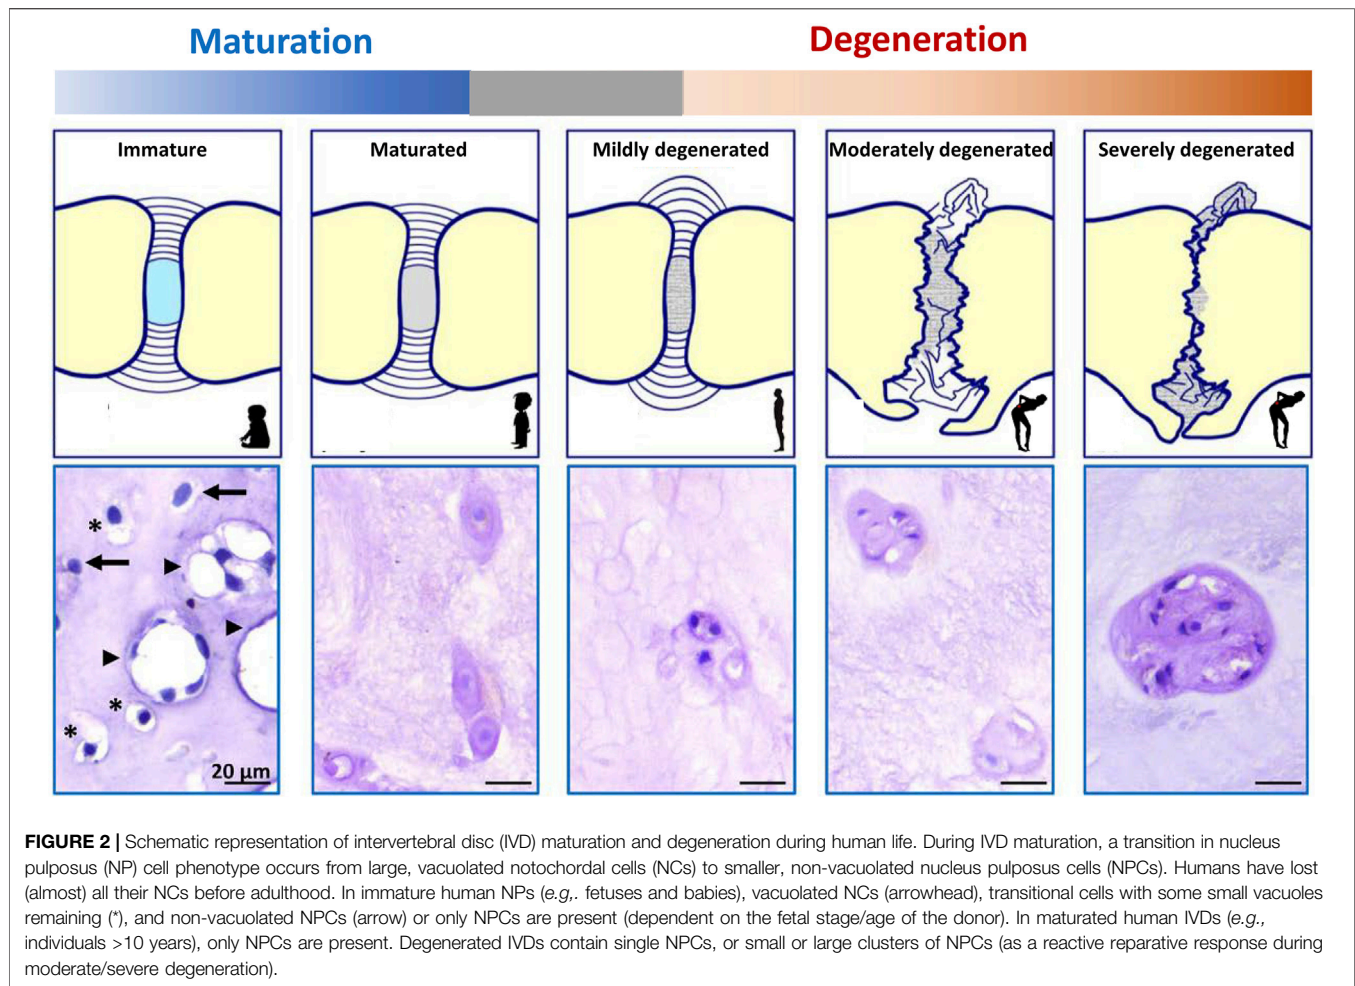 Maturation
Degeneration
Immature
Maturated
Mildly degenerated
Moderately degenerated
Severely degenerated
*
*
*
20 µm
FIGURE 2 | Schematic representation of intervertebral disc (IVD) maturation and degeneration during human life. During IVD maturation, a transition in nucleus
pulposus (NP) cell phenotype occurs from large, vacuolated notochordal cells (NCs) to smaller, non-vacuolated nucleus pulposus cells (NPCs). Humans have lost
(almost) all their NCs before adulthood. In immature human NPs (e.g,. fetuses and babies), vacuolated NCs (arrowhead), transitional cells with some small vacuoles
remaining (*), and non-vacuolated NPCs (arrow) or only NPCs are present (dependent on the fetal stage/age of the donor). In maturated human IVDs (e.g.,
individuals >10 years), only NPCs are present. Degenerated IVDs contain single NPCs, or small or large clusters of NPCs (as a reactive reparative response during
moderate/severe degeneration).